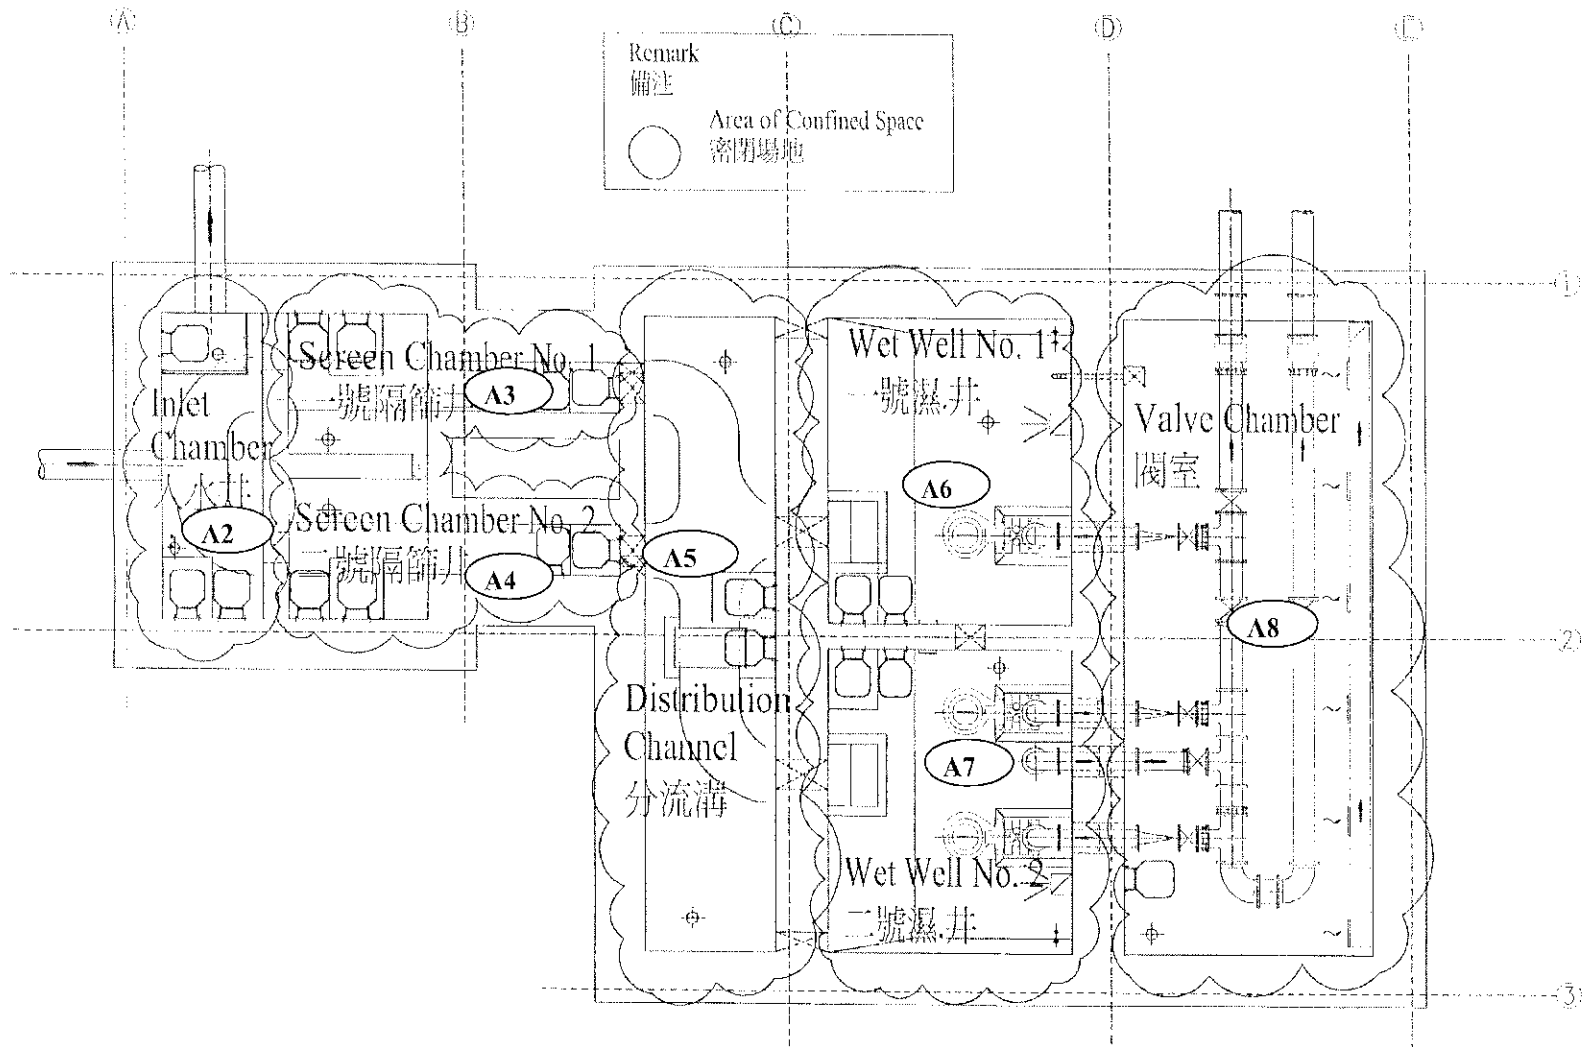 A
B
C
D
Remark
備注
Area of Confined Space
密閉場地
1
Screen Chamber No. 1
一號隔篩井
A3
Inlet
Chamber
水井
A2
Screen Chamber No. 2
二號隔篩井
A4
A5
Distribution
Channel
分流溝
Wet Well No. 1
一號濕井
A6
A7
Wet Well No. 2
二號濕井
Valve Chamber
閥室
A8
2
3